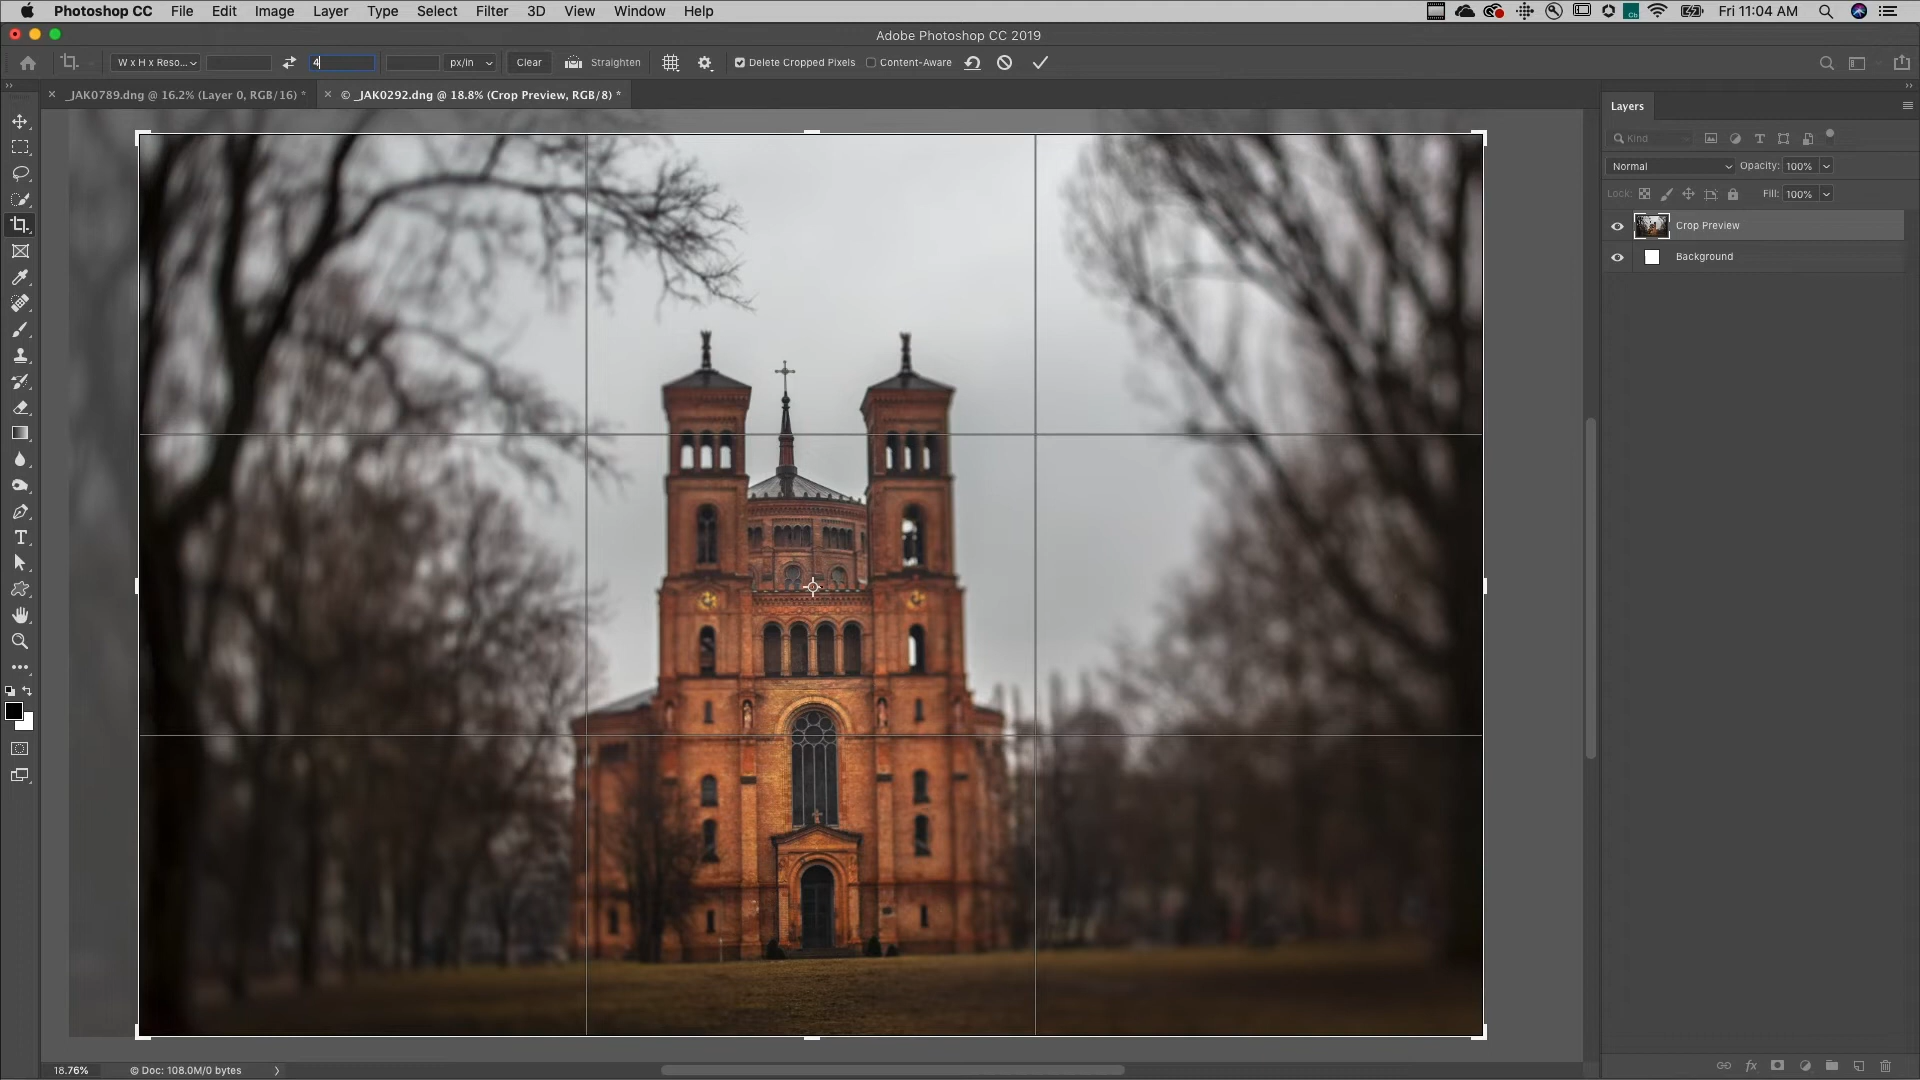 Photoshop CC File Edit Image Layer Type Select Filter 3D View Window Help Fri 11:04 AM
Adobe Photoshop CC 2019
W x H x Reso... 4 px/in Clear Straighten Delete Cropped Pixels Content-Aware
_JAK0789.dng @ 16.2% (Layer 0, RGB/16) * © _JAK0292.dng @ 18.8% (Crop Preview, RGB/8) *
Layers
Kind
Normal Opacity: 100%
Lock: Fill: 100%
Crop Preview
Background
18.76% © Doc: 108.0M/0 bytes